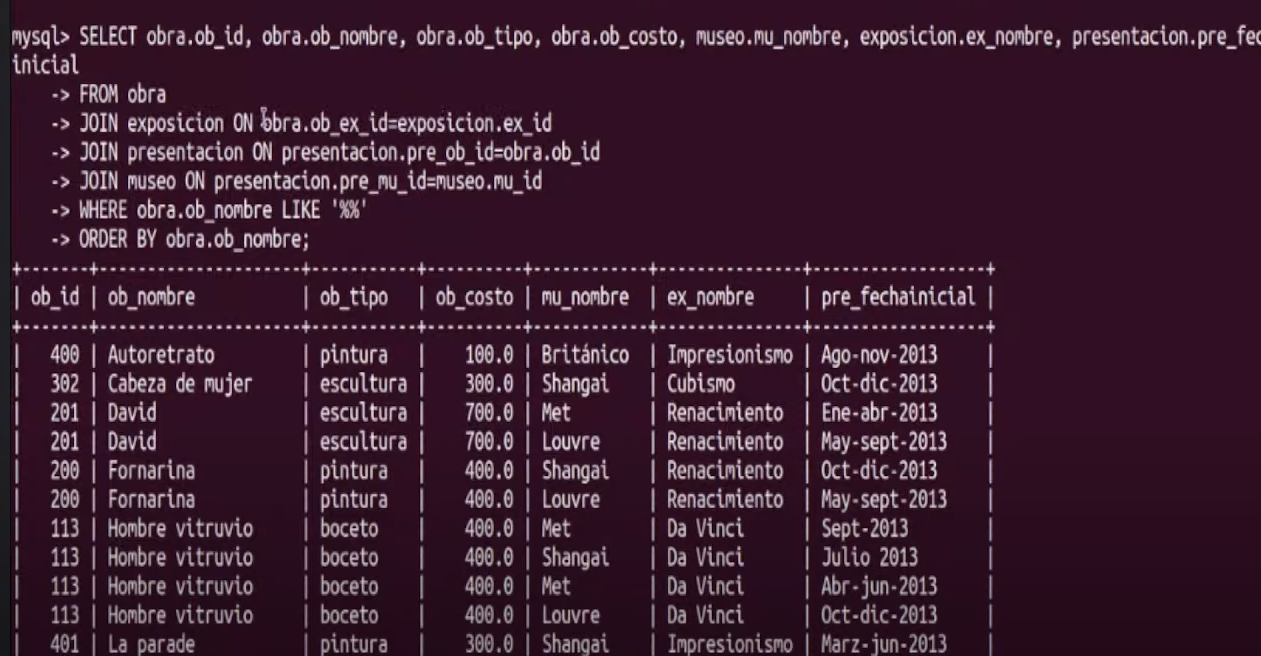 mysql> SELECT obra.ob_id, obra.ob_nombre, obra.ob_tipo, obra.ob_costo, museo.mu_nombre, exposicion.ex_nombre, presentacion.pre_fec
inicial
-> FROM obra
-> JOIN exposicion ON obra.ob_ex_id=exposicion.ex_id
-> JOIN presentacion ON presentacion.pre_ob_id=obra.ob_id
-> JOIN museo ON presentacion.pre_mu_id=museo.mu_id
-> WHERE obra.ob_nombre LIKE '%%'
-> ORDER BY obra.ob_nombre;
+-------+---------------------+-----------+----------+------------+---------------+-----------------+
| ob_id | ob_nombre | ob_tipo | ob_costo | mu_nombre | ex_nombre | pre_fechainicial |
+-------+---------------------+-----------+----------+------------+---------------+-----------------+
| 400 | Autoretrato | pintura | 100.0 | Británico | Impresionismo | Ago-nov-2013 |
| 302 | Cabeza de mujer | escultura | 300.0 | Shangai | Cubismo | Oct-dic-2013 |
| 201 | David | escultura | 700.0 | Met | Renacimiento | Ene-abr-2013 |
| 201 | David | escultura | 700.0 | Louvre | Renacimiento | May-sept-2013 |
| 200 | Fornarina | pintura | 400.0 | Shangai | Renacimiento | Oct-dic-2013 |
| 200 | Fornarina | pintura | 400.0 | Louvre | Renacimiento | May-sept-2013 |
| 113 | Hombre vitruvio | boceto | 400.0 | Met | Da Vinci | Sept-2013 |
| 113 | Hombre vitruvio | boceto | 400.0 | Shangai | Da Vinci | Julio 2013 |
| 113 | Hombre vitruvio | boceto | 400.0 | Met | Da Vinci | Abr-jun-2013 |
| 113 | Hombre vitruvio | boceto | 400.0 | Louvre | Da Vinci | Oct-dic-2013 |
| 401 | La parade | pintura | 300.0 | Shangai | Impresionismo | Marz-jun-2013 |